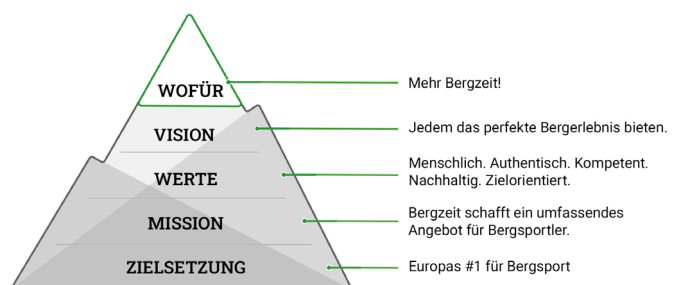 WOFÜR
Mehr Bergzeit!
VISION
Jedem das perfekte Bergerlebnis bieten.
WERTE
Menschlich. Authentisch. Kompetent.
Nachhaltig. Zielorientiert.
MISSION
Bergzeit schafft ein umfassendes
Angebot für Bergsportler.
ZIELSETZUNG
Europas #1 für Bergsport